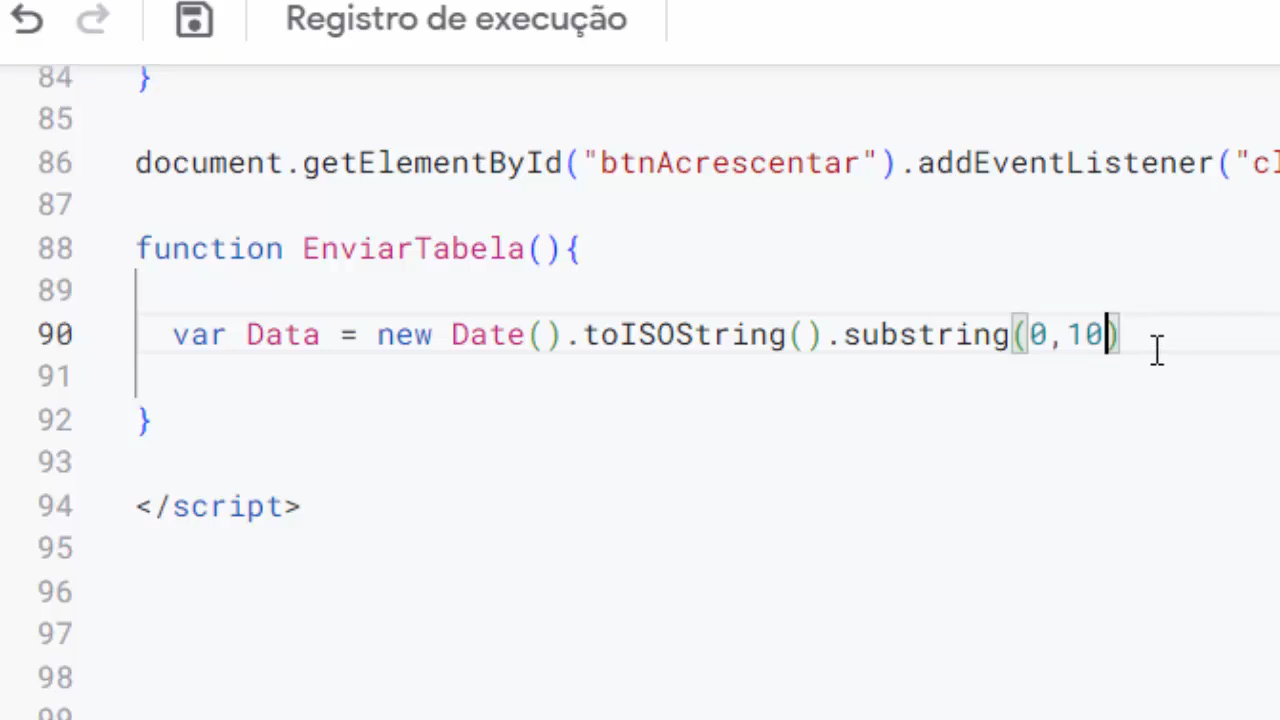 Registro de execução
84 }
85
86 document.getElementById("btnAcrescentar").addEventListener("cl
87
88 function EnviarTabela(){
89
90 var Data = new Date().toISOString().substring(0,10)
91
92 }
93
94 </script>
95
96
97
98
99